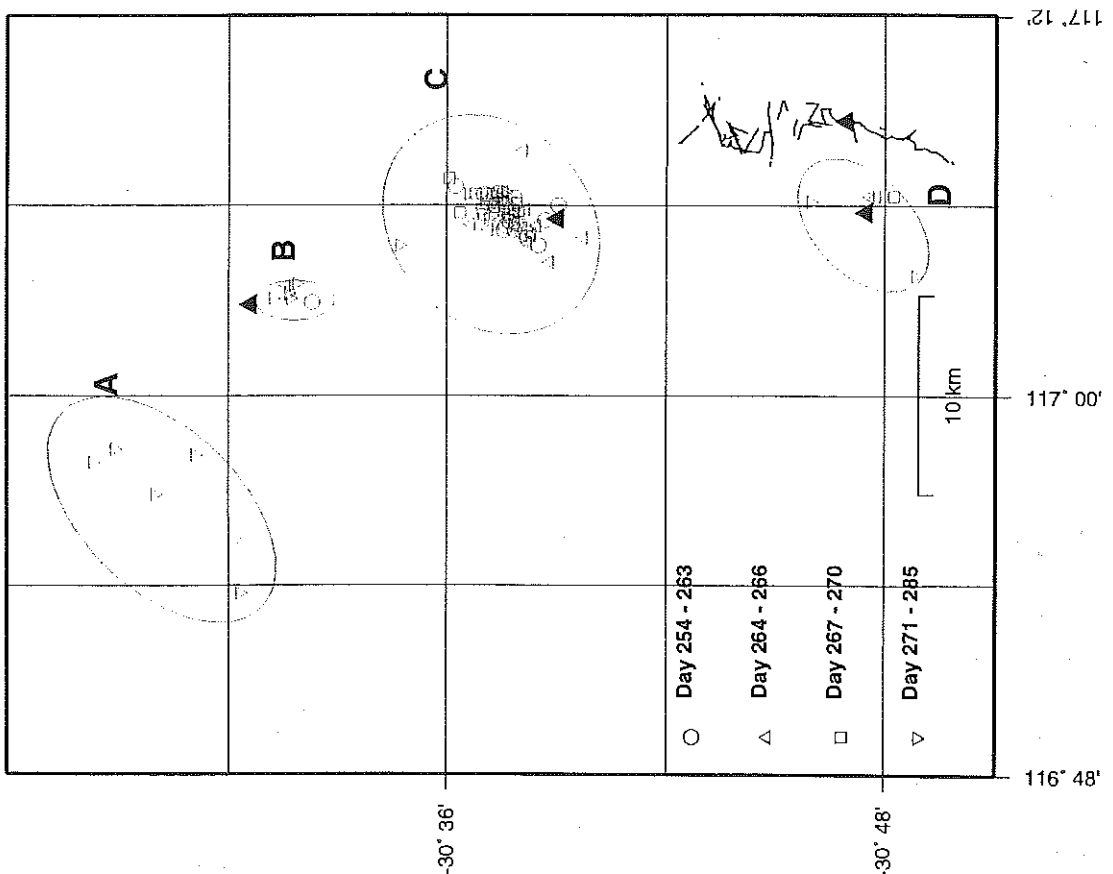 A
B
C
D
-30° 36'
-30° 48'
116° 48'
117° 00'
117° 12'
10 km
Day 254 - 263
Day 264 - 266
Day 267 - 270
Day 271 - 285